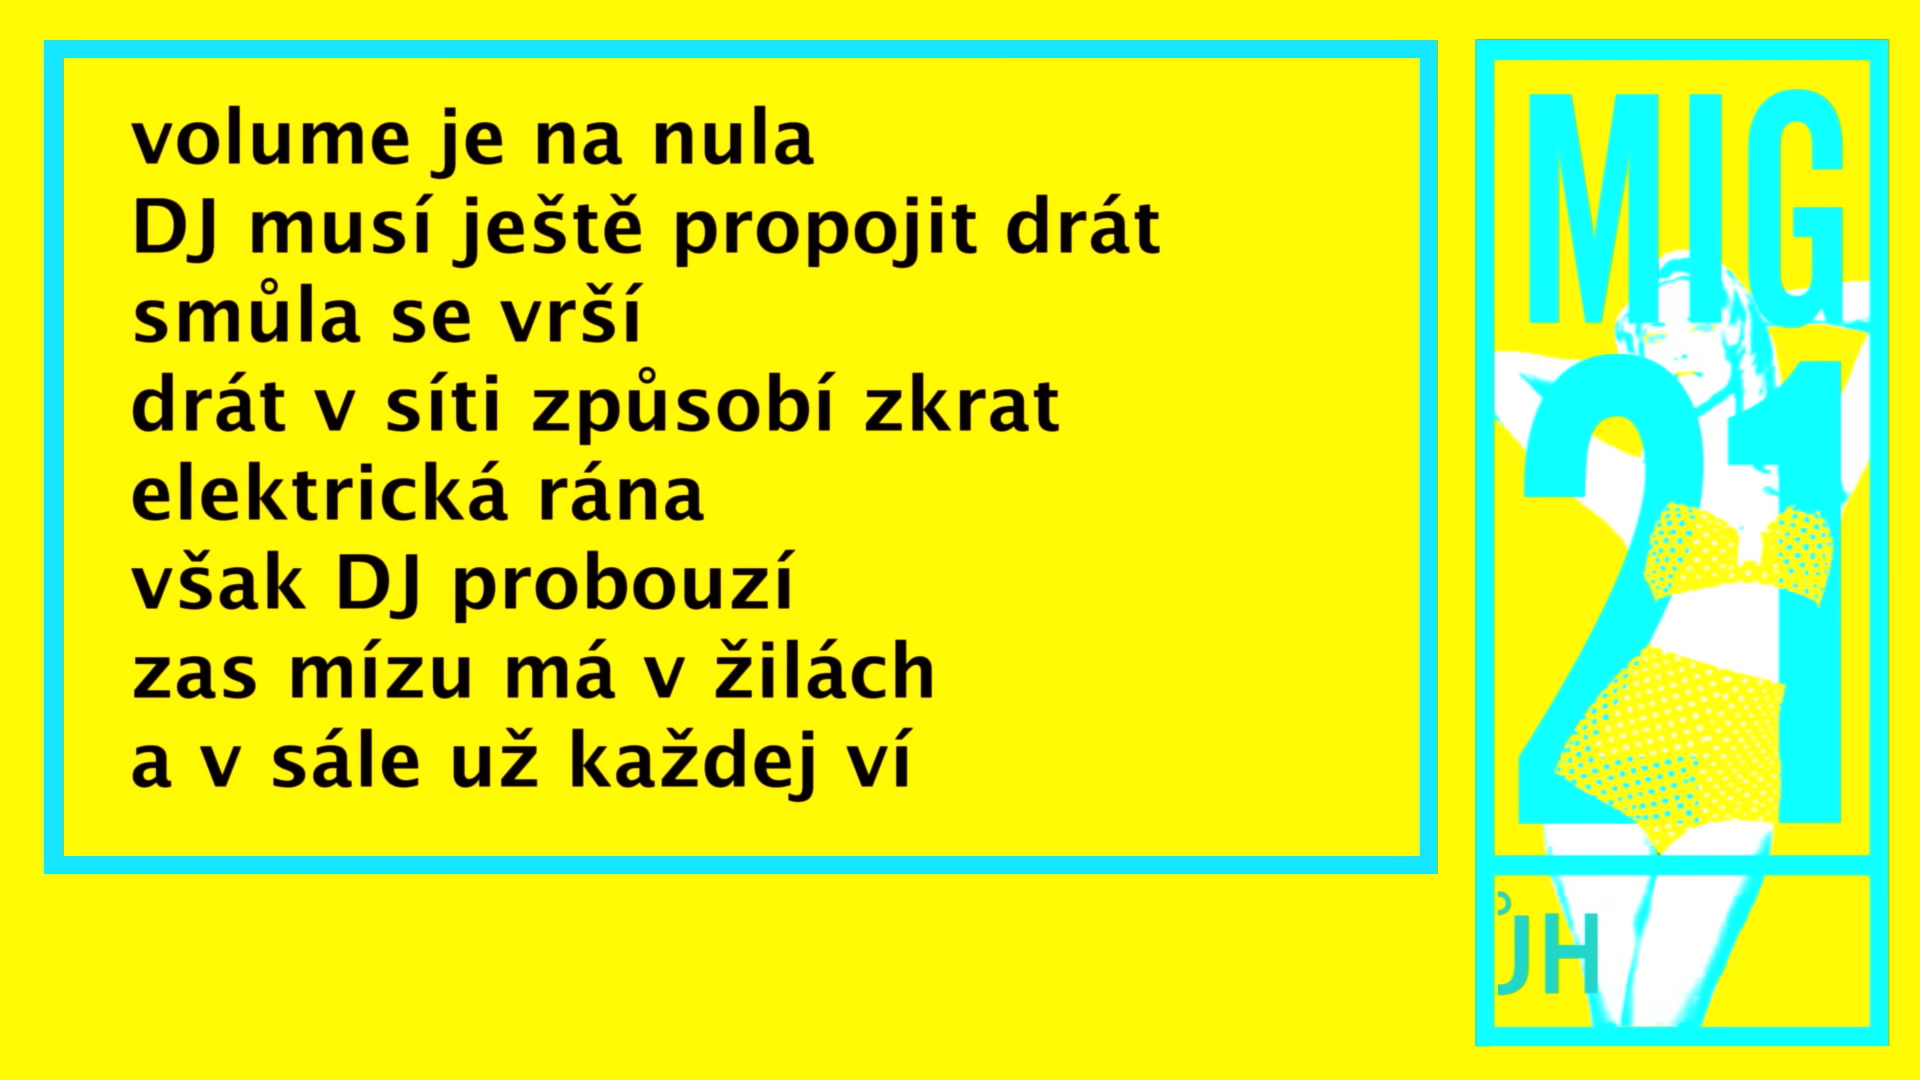 volume je na nula
DJ musí ještě propojit drát
smůla se vrší
drát v síti způsobí zkrat
elektrická rána
však DJ probouzí
zas mízu má v žilách
a v sále už každej ví
MIG
21
ŮH